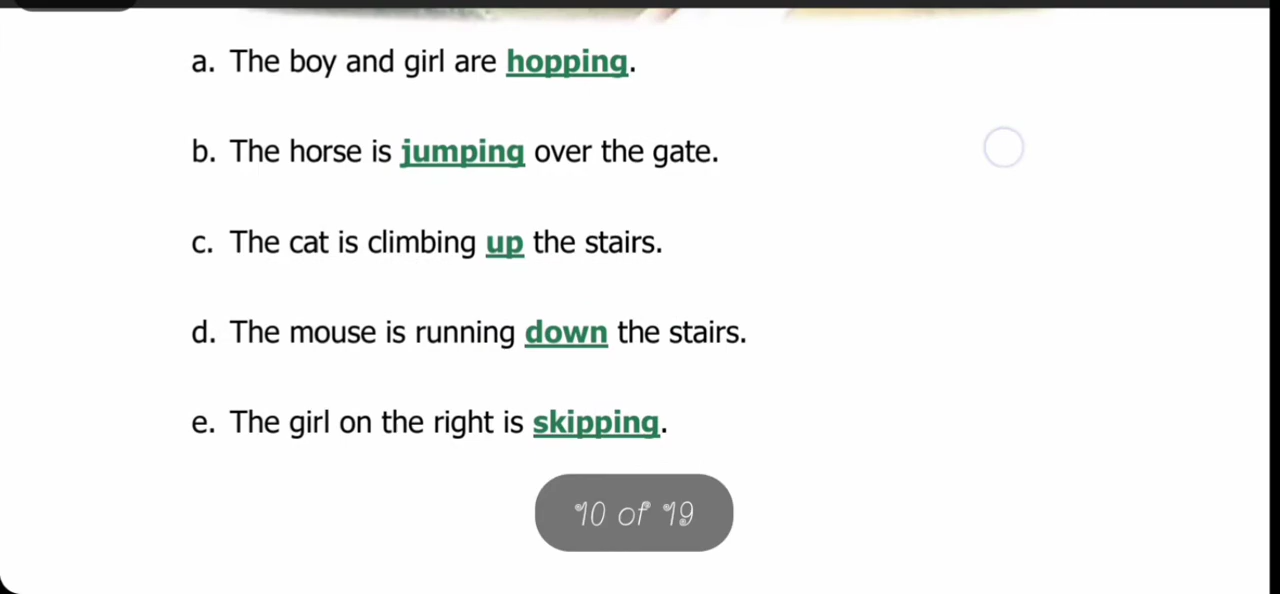 a. The boy and girl are hopping.
b. The horse is jumping over the gate.
c. The cat is climbing up the stairs.
d. The mouse is running down the stairs.
e. The girl on the right is skipping.
10 of 19